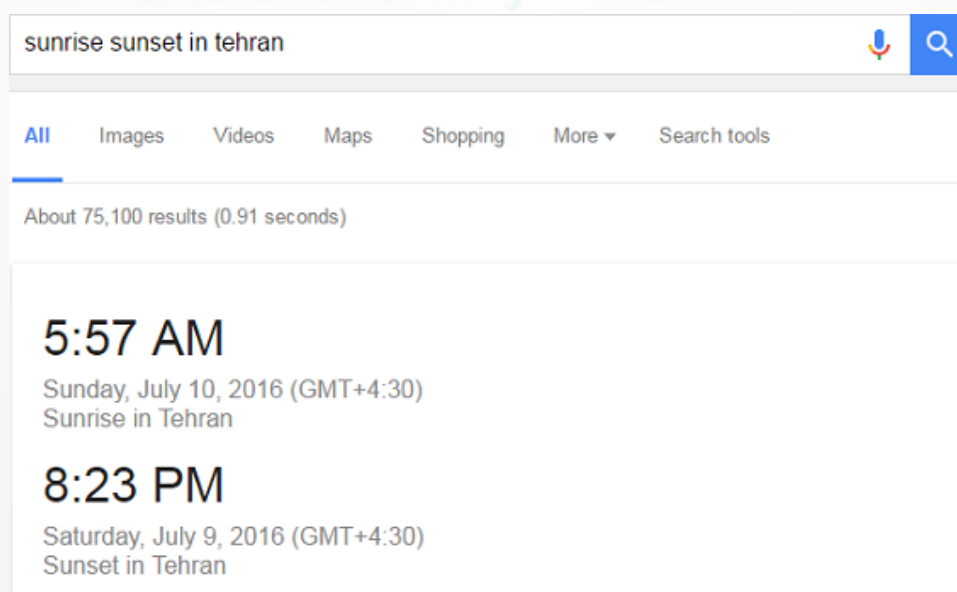 sunrise sunset in tehran
All Images Videos Maps Shopping More Search tools
About 75,100 results (0.91 seconds)
5:57 AM
Sunday, July 10, 2016 (GMT+4:30)
Sunrise in Tehran
8:23 PM
Saturday, July 9, 2016 (GMT+4:30)
Sunset in Tehran